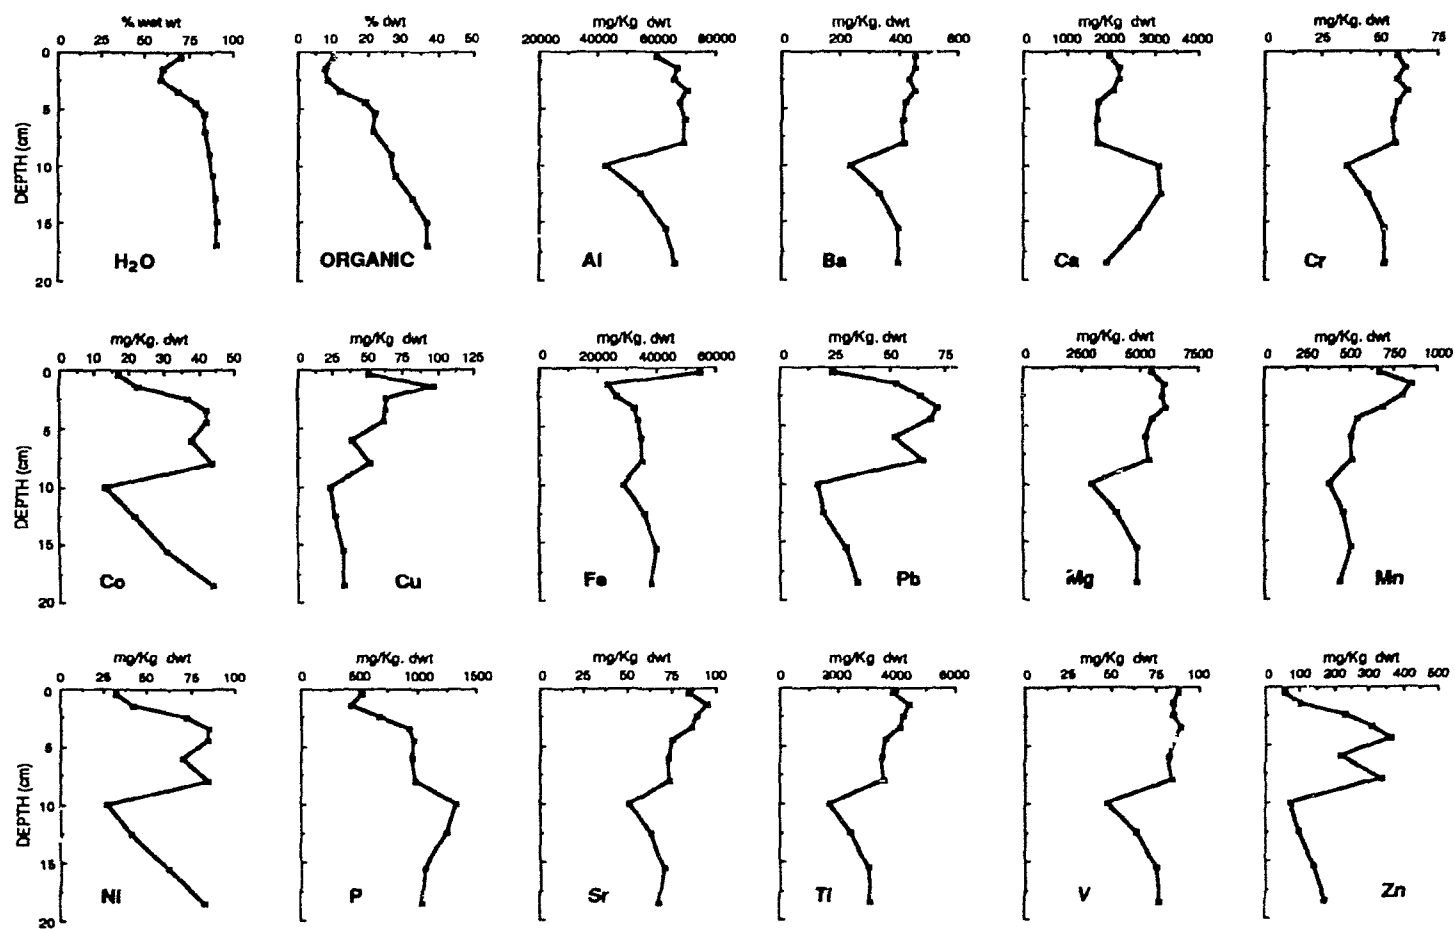 % wet wt % dwt mg/Kg dwt mg/Kg. dwt mg/Kg dwt mg/Kg. dwt
0 25 50 75 100 0 10 20 30 40 50 20000 40000 60000 80000 0 200 400 600 0 1000 2000 3000 4000 0 25 50 75
0
5
10
15
20
DEPTH (cm)
H₂O ORGANIC Al Ba Ca Cr
mg/Kg. dwt mg/Kg dwt mg/Kg. dwt mg/Kg. dwt mg/Kg. dwt mg/Kg. dwt
0 10 20 30 40 50 0 25 50 75 100 125 0 20000 40000 60000 0 25 50 75 0 2500 5000 7500 0 250 500 750 1000
0
5
10
15
20
DEPTH (cm)
Co Cu Fe Pb Mg Mn
mg/Kg dwt mg/Kg. dwt mg/Kg dwt mg/Kg dwt mg/Kg dwt mg/Kg dwt
0 25 50 75 100 0 500 1000 1500 0 25 50 75 100 0 2000 4000 6000 0 25 50 75 100 0 100 200 300 400 500
0
5
10
15
20
DEPTH (cm)
Ni P Sr Ti V Zn